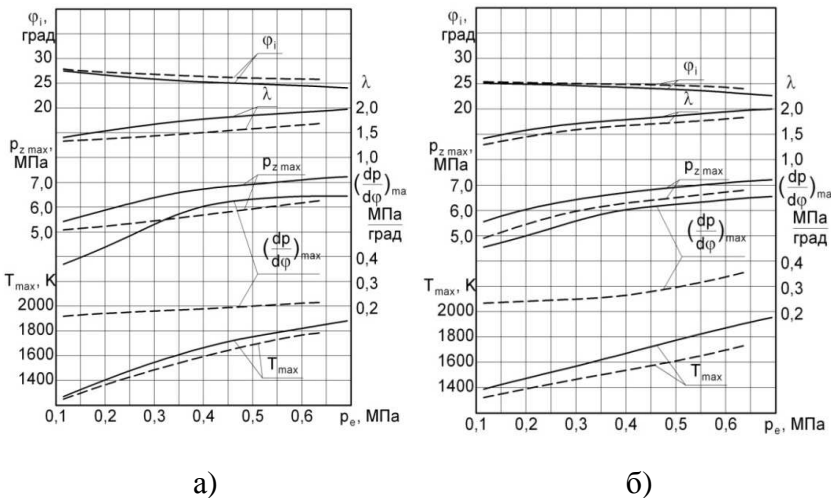 φi,
град
30
25
20
φi
λ
λ
2,0
1,5
1,0
pz max,
МПа
7,0
6,0
5,0
pz max
(dp/dφ)ma
МПа
град
(dp/dφ)max
0,4
0,3
0,2
Tmax, К
2000
1800
1600
1400
Tmax
0,1 0,2 0,3 0,4 0,5 0,6 pe, МПа
а)
φi,
град
30
25
20
φi
λ
λ
2,0
1,5
1,0
pz max,
МПа
7,0
6,0
5,0
pz max
(dp/dφ)ma
МПа
град
(dp/dφ)max
0,4
0,3
0,2
Tmax, К
2000
1800
1600
1400
Tmax
0,1 0,2 0,3 0,4 0,5 0,6 pe, МПа
б)